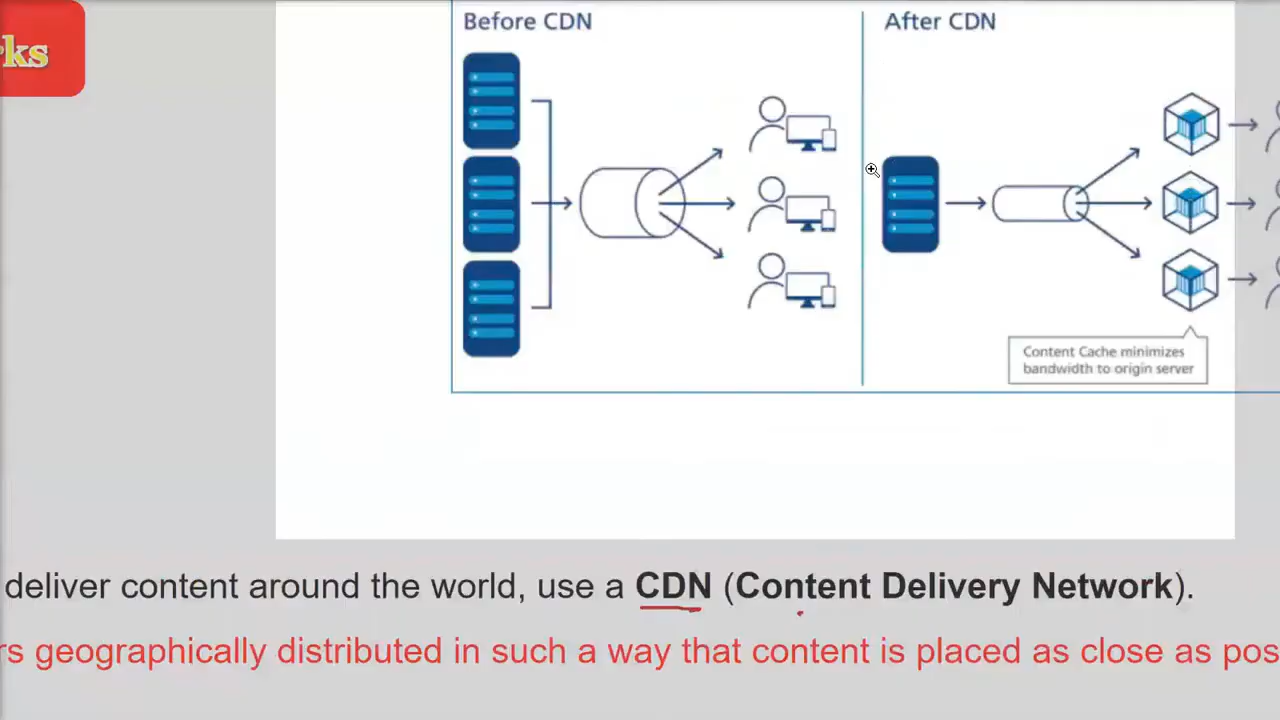 Before CDN
After CDN
rks
Content Cache minimizes
bandwidth to origin server
deliver content around the world, use a CDN (Content Delivery Network).
rs geographically distributed in such a way that content is placed as close as pos